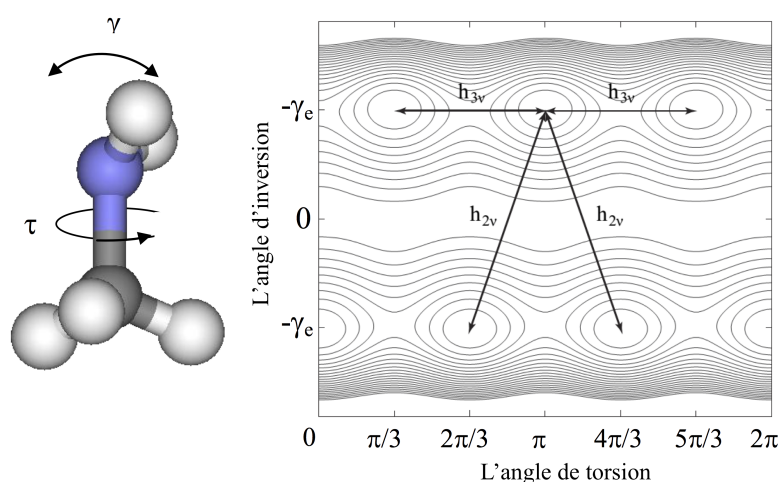 γ
τ
L'angle d'inversion
-γe
0
-γe
h3ν
h3ν
h2ν
h2ν
0
π/3
2π/3
π
4π/3
5π/3
2π
L'angle de torsion